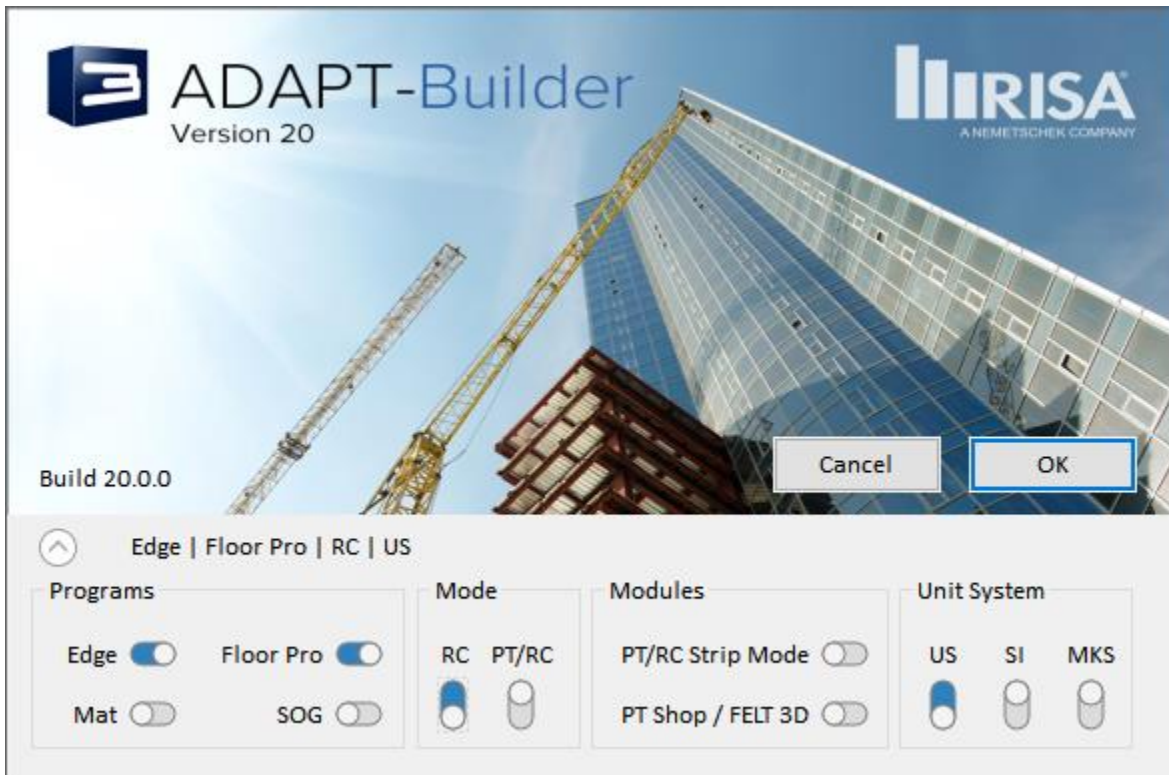 ADAPT-Builder
Version 20
RISA
A NEMETSCHEK COMPANY
Build 20.0.0
Cancel
OK
Edge | Floor Pro | RC | US
Programs
Mode
Modules
Unit System
Edge
Floor Pro
RC
PT/RC
PT/RC Strip Mode
US
SI
MKS
Mat
SOG
PT Shop / FELT 3D